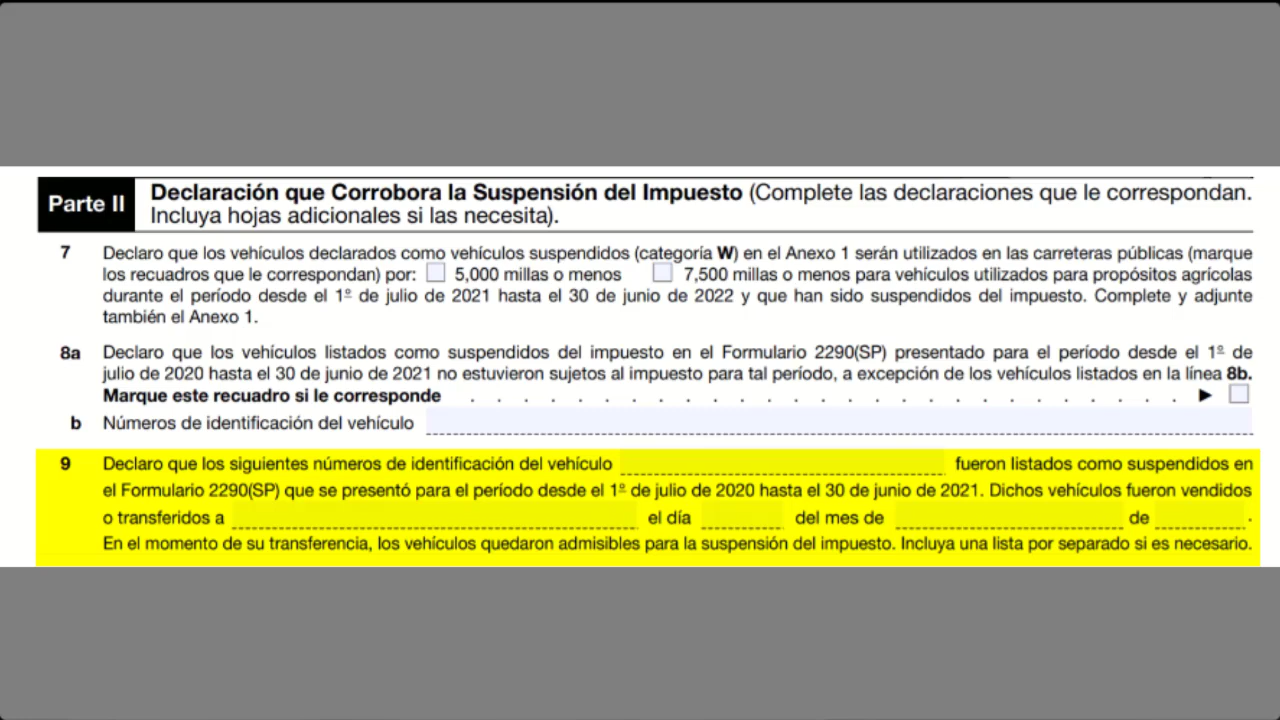 Parte II
Declaración que Corrobora la Suspensión del Impuesto (Complete las declaraciones que le correspondan.
Incluya hojas adicionales si las necesita).
7 Declaro que los vehículos declarados como vehículos suspendidos (categoría W) en el Anexo 1 serán utilizados en las carreteras públicas (marque
los recuadros que le correspondan) por: 5,000 millas o menos 7,500 millas o menos para vehículos utilizados para propósitos agrícolas
durante el período desde el 1º de julio de 2021 hasta el 30 de junio de 2022 y que han sido suspendidos del impuesto. Complete y adjunte
también el Anexo 1.
8a Declaro que los vehículos listados como suspendidos del impuesto en el Formulario 2290(SP) presentado para el período desde el 1º de
julio de 2020 hasta el 30 de junio de 2021 no estuvieron sujetos al impuesto para tal período, a excepción de los vehículos listados en la línea 8b.
Marque este recuadro si le corresponde . . . . . . . . . . . . . . . . . . . . . . . . . . . ►
b Números de identificación del vehículo
9 Declaro que los siguientes números de identificación del vehículo fueron listados como suspendidos en
el Formulario 2290(SP) que se presentó para el período desde el 1º de julio de 2020 hasta el 30 de junio de 2021. Dichos vehículos fueron vendidos
o transferidos a el día del mes de de .
En el momento de su transferencia, los vehículos quedaron admisibles para la suspensión del impuesto. Incluya una lista por separado si es necesario.